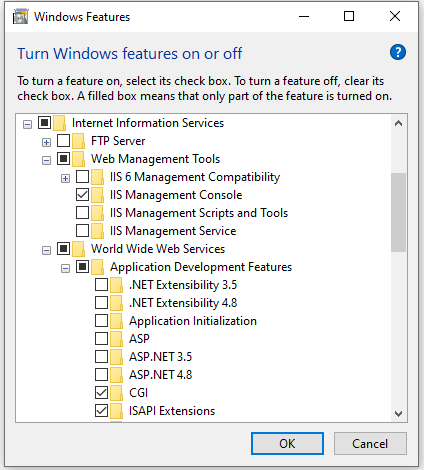 Windows Features
Turn Windows features on or off
?
To turn a feature on, select its check box. To turn a feature off, clear its
check box. A filled box means that only part of the feature is turned on.
Internet Information Services
FTP Server
Web Management Tools
IIS 6 Management Compatibility
IIS Management Console
IIS Management Scripts and Tools
IIS Management Service
World Wide Web Services
Application Development Features
.NET Extensibility 3.5
.NET Extensibility 4.8
Application Initialization
ASP
ASP.NET 3.5
ASP.NET 4.8
CGI
ISAPI Extensions
OK
Cancel